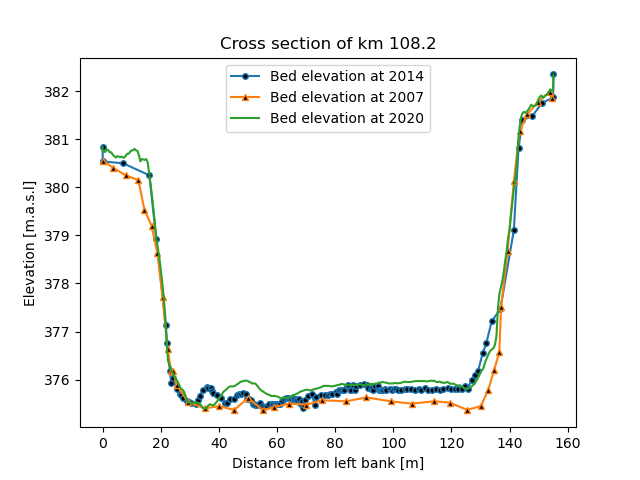 Cross section of km 108.2
Bed elevation at 2014
Bed elevation at 2007
Bed elevation at 2020
Elevation [m.a.s.l]
382
381
380
379
378
377
376
0 20 40 60 80 100 120 140 160
Distance from left bank [m]